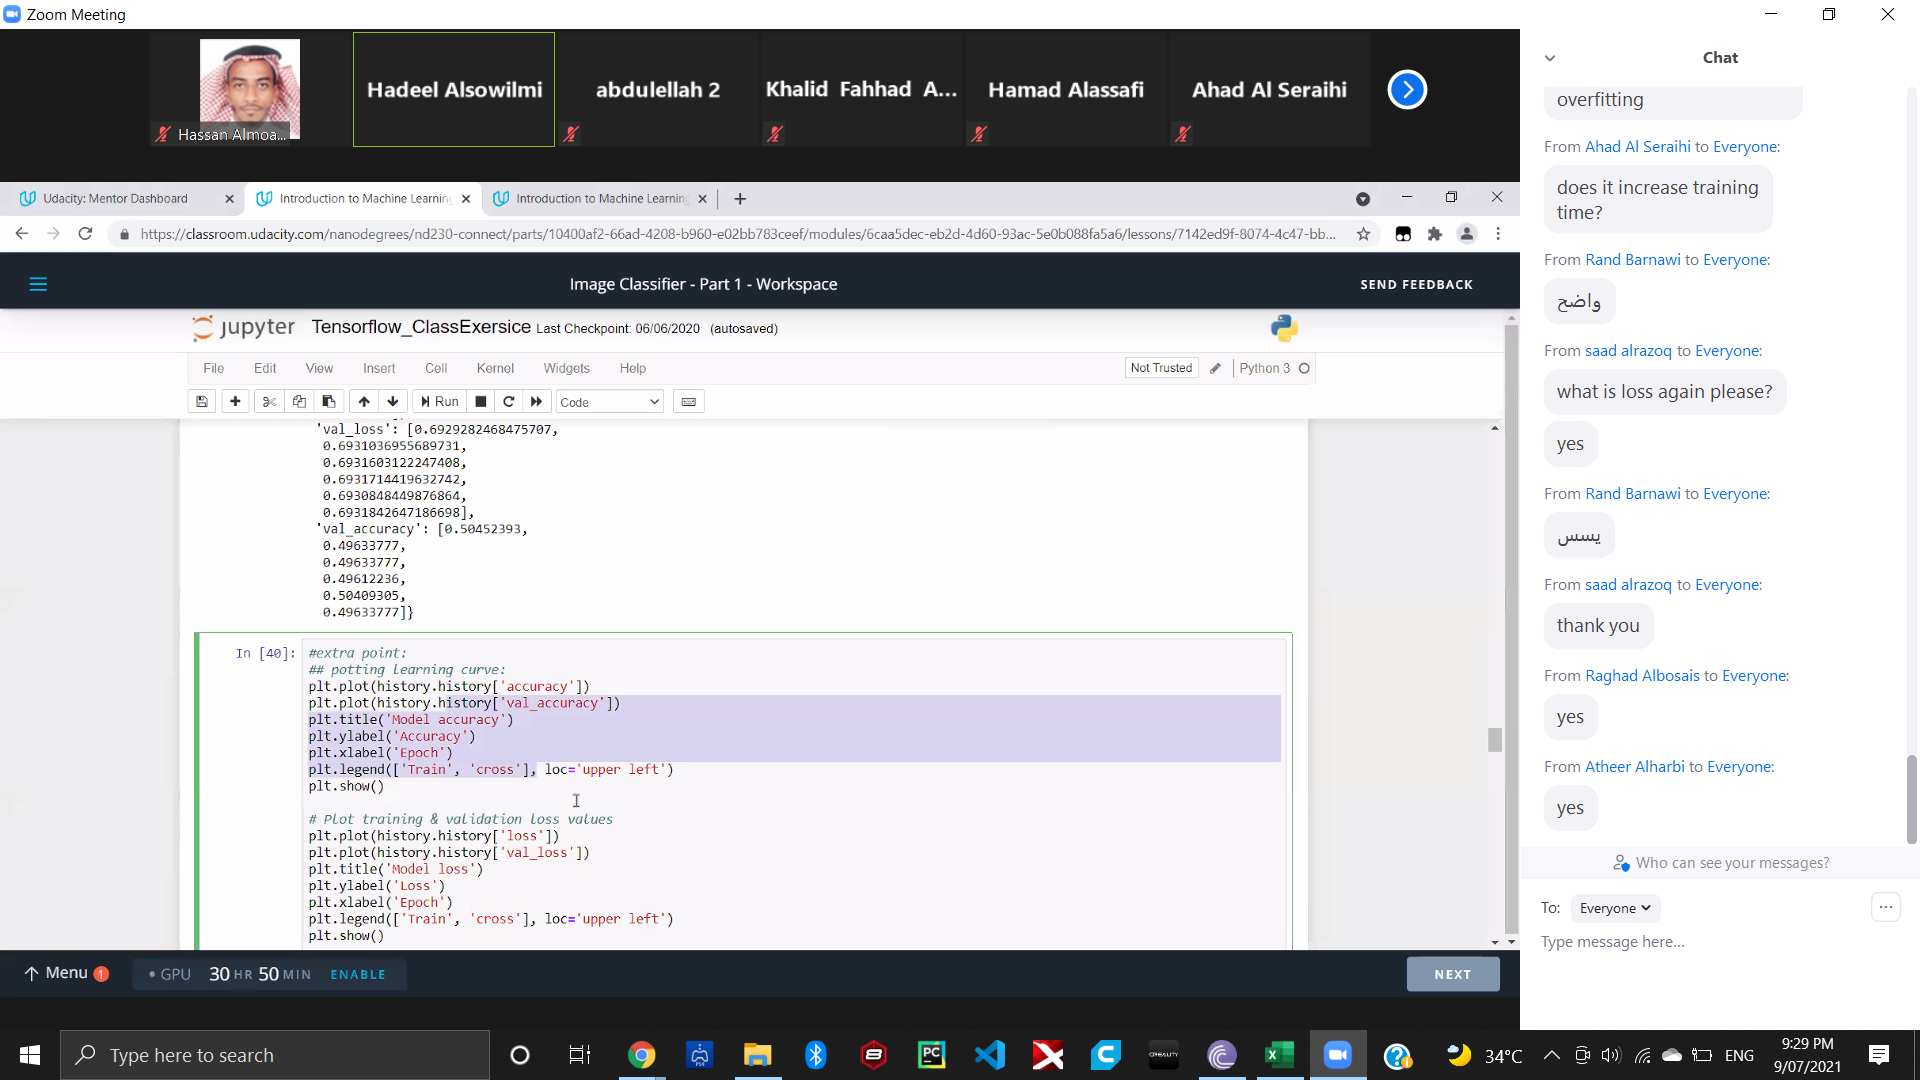 Zoom Meeting
Hassan Almoa...
Hadeel Alsowilmi
abdulellah 2
Khalid Fahhad A...
Hamad Alassafi
Ahad Al Seraihi
Udacity: Mentor Dashboard
Introduction to Machine Learning
Introduction to Machine Learning
https://classroom.udacity.com/nanodegrees/nd230-connect/parts/10400af2-66ad-4208-b960-e02bb783ceef/modules/6caa5dec-eb2d-4d60-93ac-5e0b088fa5a6/lessons/7142ed9f-8074-4c47-bb...
Image Classifier - Part 1 - Workspace
SEND FEEDBACK
jupyter Tensorflow_ClassExersice Last Checkpoint: 06/06/2020 (autosaved)
File Edit View Insert Cell Kernel Widgets Help
Not Trusted
Python 3
Run
Code
'val_loss': [0.6929282468475707,
0.6931036955689731,
0.6931603122247408,
0.6931714419632742,
0.6930848449876864,
0.6931842647186698],
'val_accuracy': [0.50452393,
0.49633777,
0.49633777,
0.49612236,
0.50409305,
0.49633777]}
In [40]:
#extra point:
## potting learning curve:
plt.plot(history.history['accuracy'])
plt.plot(history.history['val_accuracy'])
plt.title('Model accuracy')
plt.ylabel('Accuracy')
plt.xlabel('Epoch')
plt.legend(['Train', 'cross'], loc='upper left')
plt.show()
# Plot training & validation loss values
plt.plot(history.history['loss'])
plt.plot(history.history['val_loss'])
plt.title('Model loss')
plt.ylabel('Loss')
plt.xlabel('Epoch')
plt.legend(['Train', 'cross'], loc='upper left')
plt.show()
Menu 1
GPU 30 HR 50 MIN ENABLE
NEXT
Chat
overfitting
From Ahad Al Seraihi to Everyone:
does it increase training
time?
From Rand Barnawi to Everyone:
واضح
From saad alrazoq to Everyone:
what is loss again please?
yes
From Rand Barnawi to Everyone:
يسس
From saad alrazoq to Everyone:
thank you
From Raghad Albosais to Everyone:
yes
From Atheer Alharbi to Everyone:
yes
Who can see your messages?
To: Everyone
Type message here...
Type here to search
PC
CREALITY
34°C
ENG
9:29 PM
9/07/2021